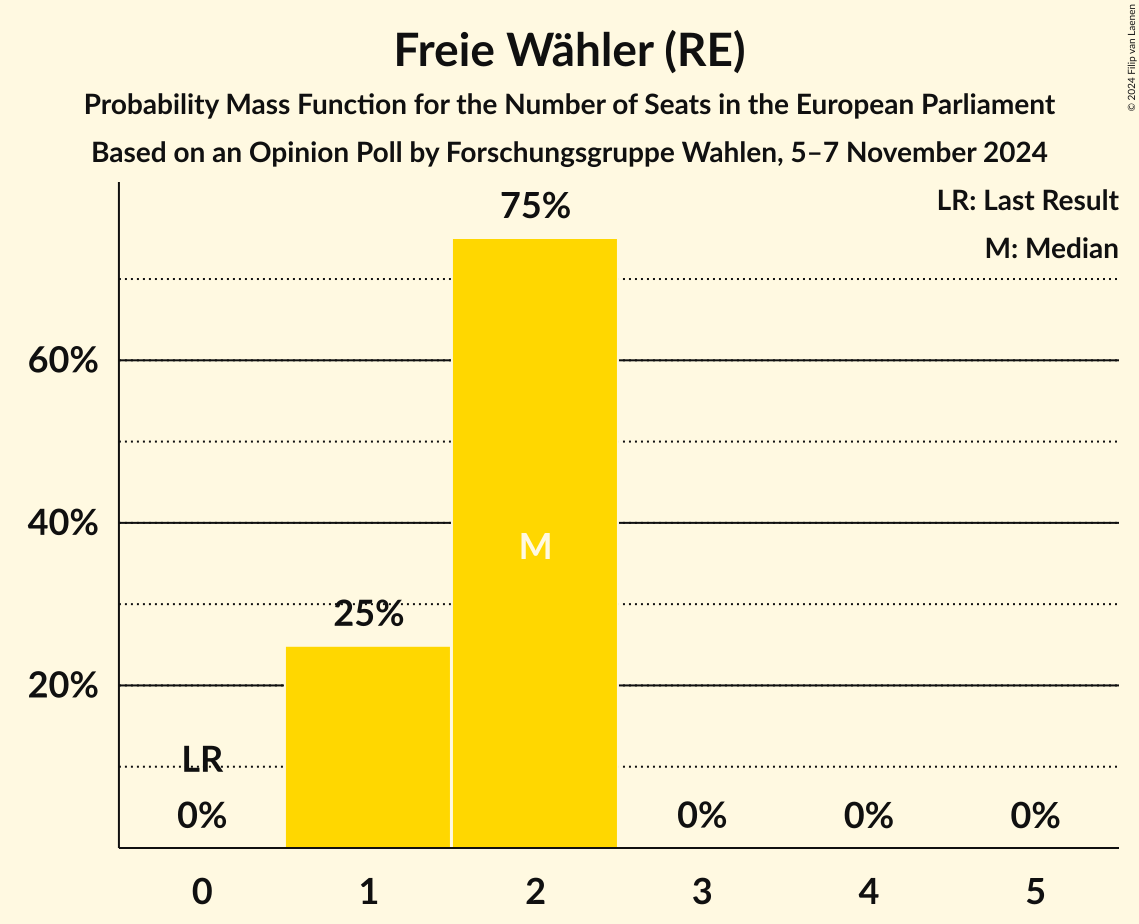 Freie Wähler (RE)
Probability Mass Function for the Number of Seats in the European Parliament
Based on an Opinion Poll by Forschungsgruppe Wahlen, 5–7 November 2024
© 2024 Filip van Laenen
LR: Last Result
M: Median
75%
60%
40%
M
25%
20%
LR
0% 0% 0% 0%
0 1 2 3 4 5